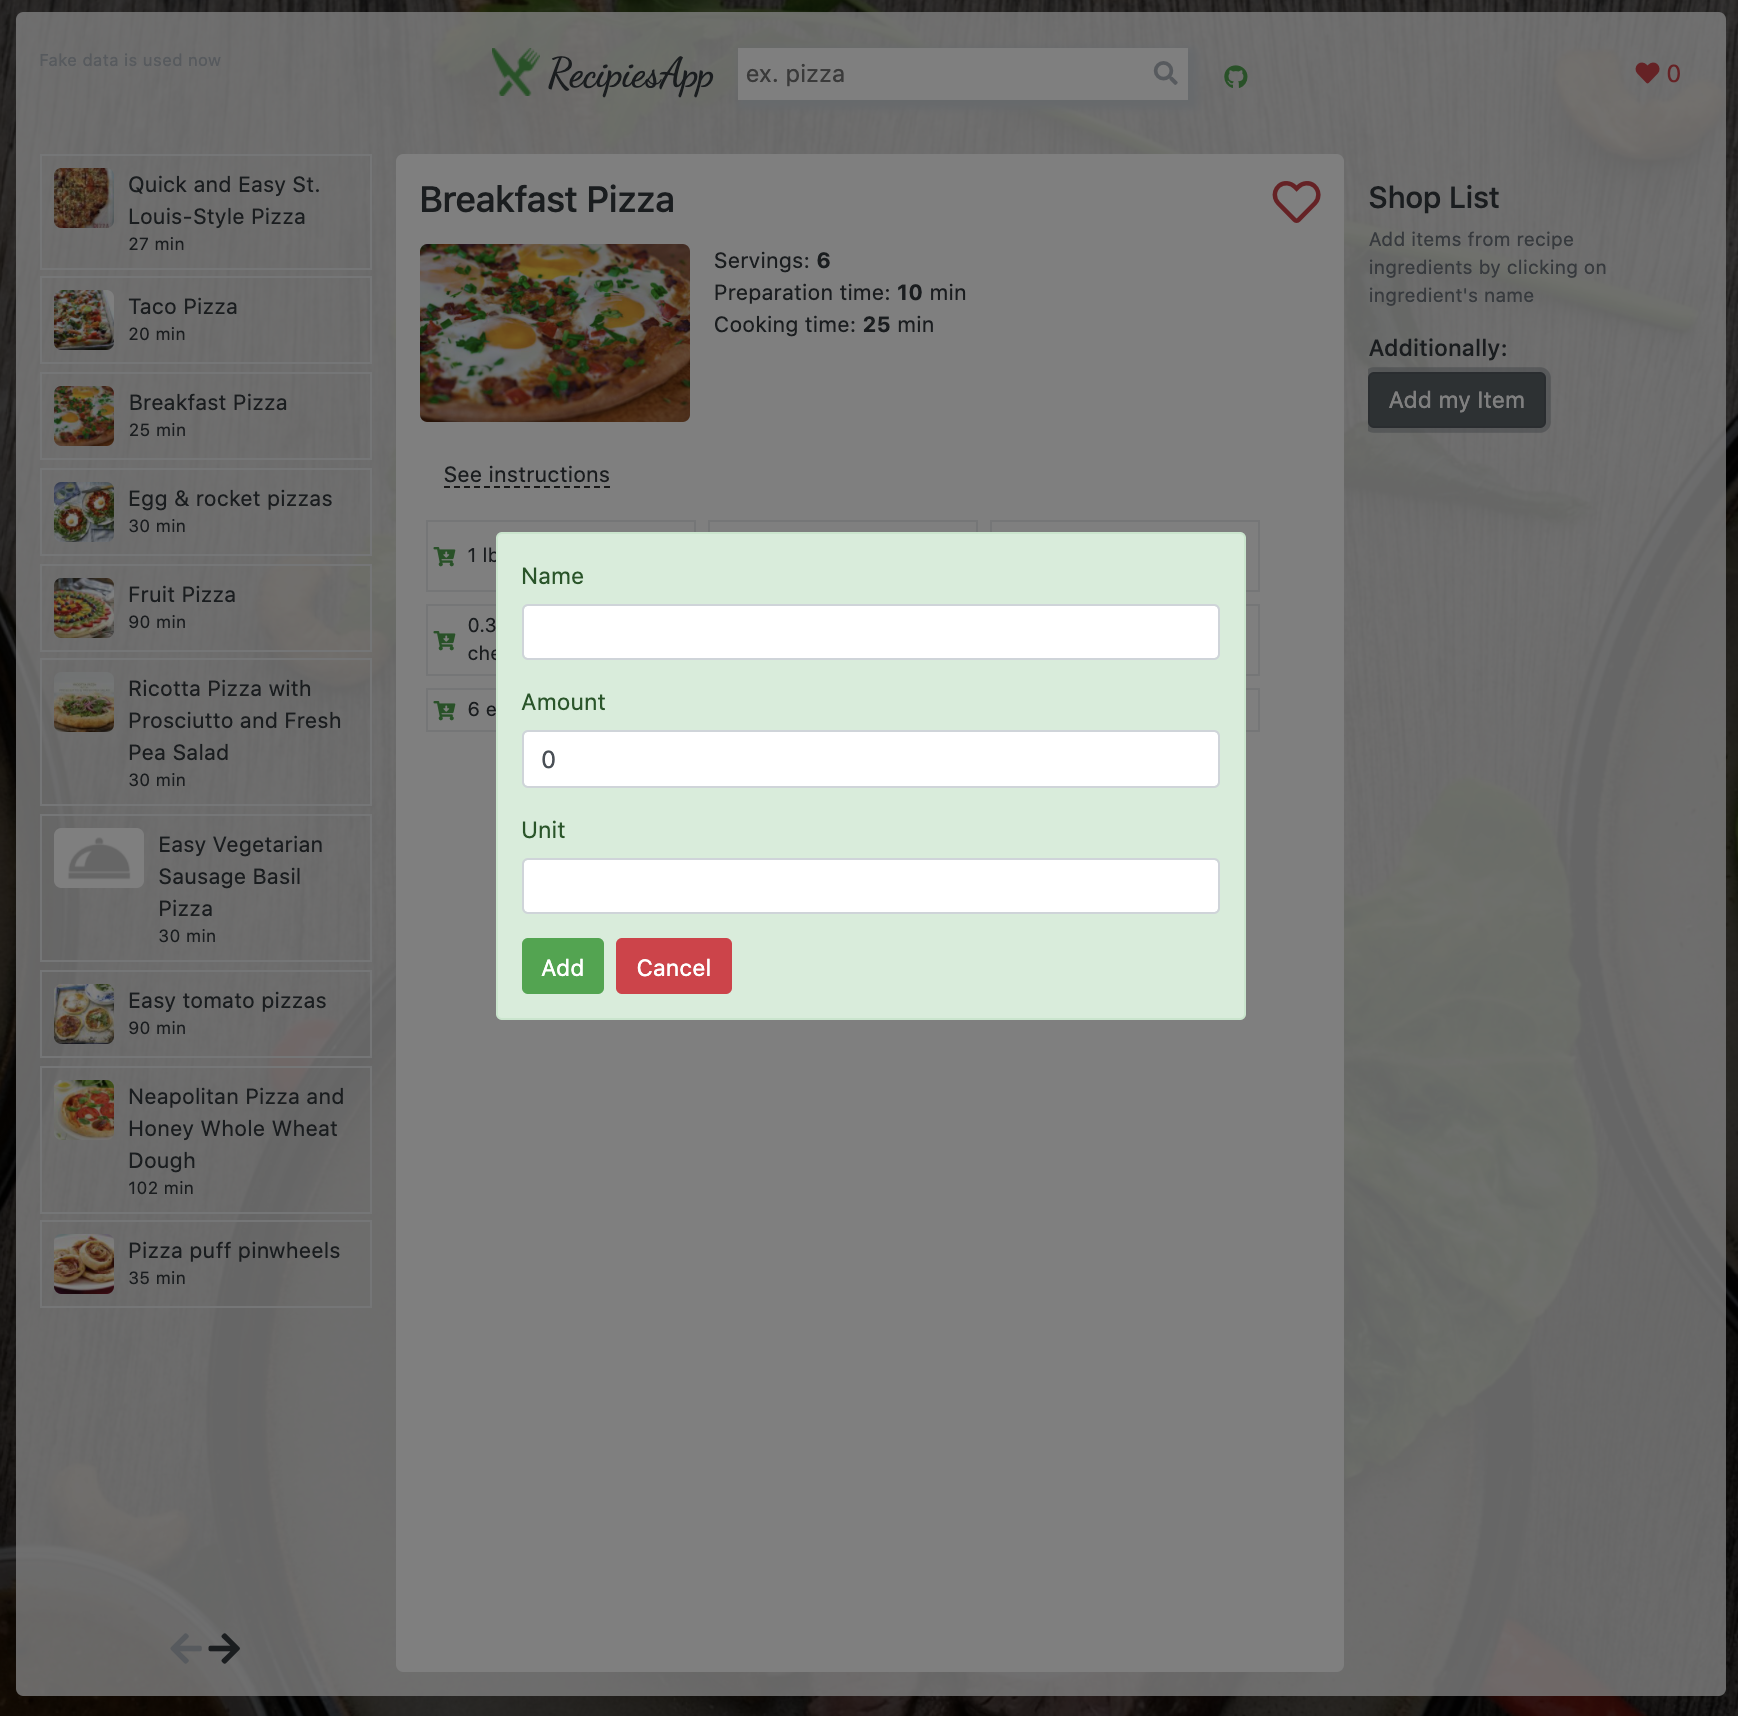 Fake data is used now
RecipiesApp
ex. pizza
0
Quick and Easy St.
Louis-Style Pizza
27 min
Taco Pizza
20 min
Breakfast Pizza
25 min
Egg & rocket pizzas
30 min
Fruit Pizza
90 min
Ricotta Pizza with
Prosciutto and Fresh
Pea Salad
30 min
Easy Vegetarian
Sausage Basil
Pizza
30 min
Easy tomato pizzas
90 min
Neapolitan Pizza and
Honey Whole Wheat
Dough
102 min
Pizza puff pinwheels
35 min
Breakfast Pizza
Servings: 6
Preparation time: 10 min
Cooking time: 25 min
See instructions
1
0.3
6
Name
Amount
0
Unit
Add
Cancel
Shop List
Add items from recipe
ingredients by clicking on
ingredient's name
Additionally:
Add my Item